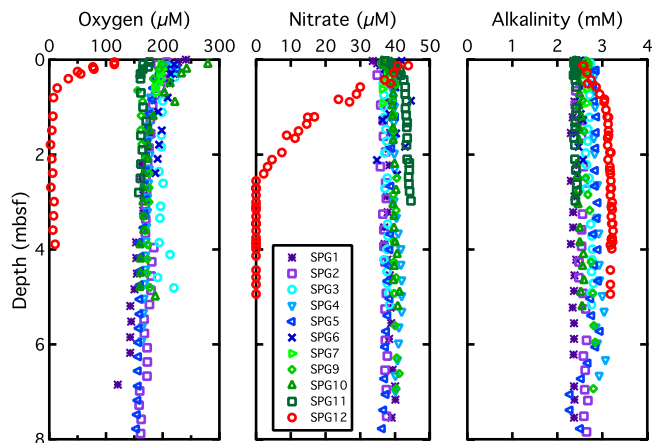 Oxygen (µM) Nitrate (µM) Alkalinity (mM)
0 100 200 300 0 10 20 30 40 50 0 1 2 3 4
0
2
4
6
8
Depth (mbsf)
SPG1
SPG2
SPG3
SPG4
SPG5
SPG6
SPG7
SPG9
SPG10
SPG11
SPG12